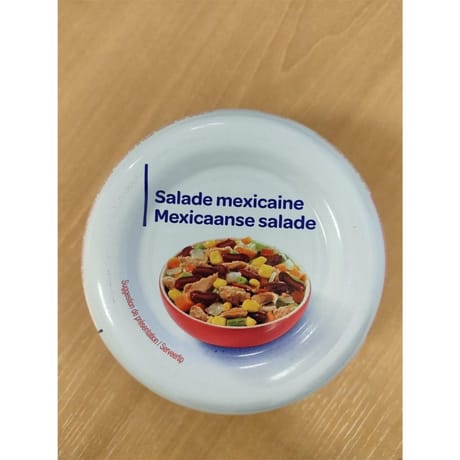 Salade mexicaine
Mexicaanse salade
Suggestion de présentation / Serveertip